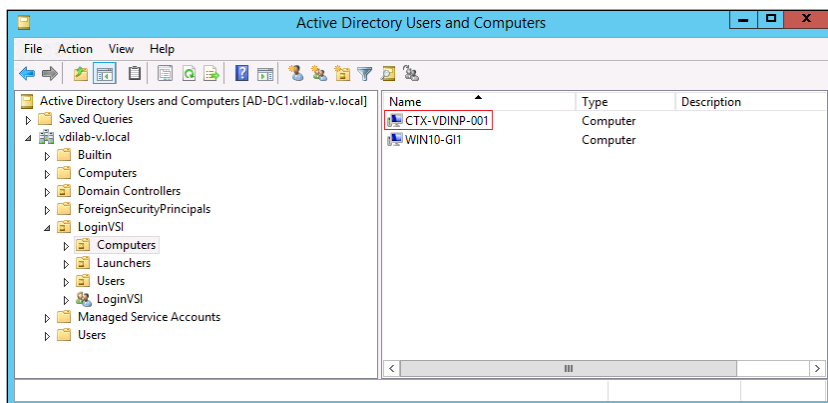 Active Directory Users and Computers
File Action View Help
Active Directory Users and Computers [AD-DC1.vdilab-v.local]
Saved Queries
vdilab-v.local
Builtin
Computers
Domain Controllers
ForeignSecurityPrincipals
LoginVSI
Computers
Launchers
Users
LoginVSI
Managed Service Accounts
Users
Name Type Description
CTX-VDINP-001 Computer
WIN10-GI1 Computer